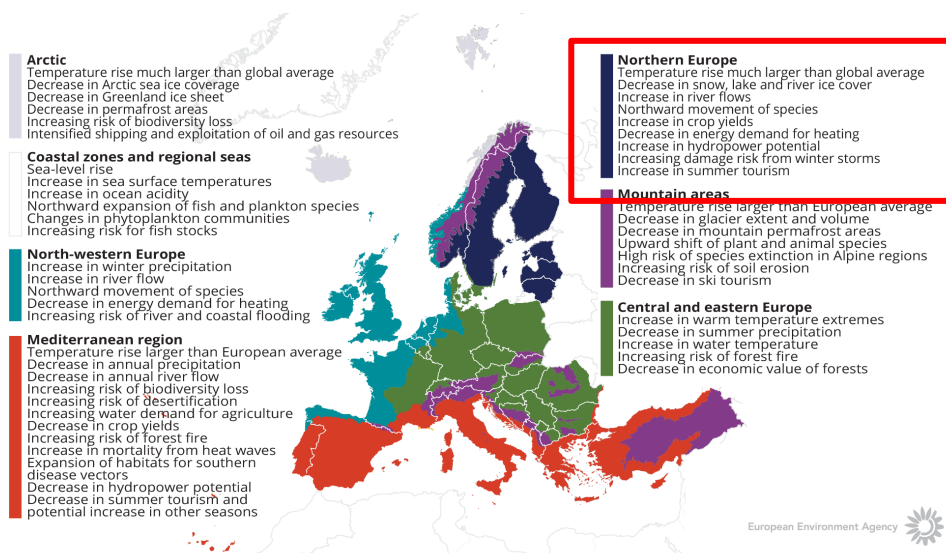 Arctic
Temperature rise much larger than global average
Decrease in Arctic sea ice coverage
Decrease in Greenland ice sheet
Decrease in permafrost areas
Increasing risk of biodiversity loss
Intensified shipping and exploitation of oil and gas resources
Coastal zones and regional seas
Sea-level rise
Increase in sea surface temperatures
Increase in ocean acidity
Northward expansion of fish and plankton species
Changes in phytoplankton communities
Increasing risk for fish stocks
North-western Europe
Increase in winter precipitation
Increase in river flow
Northward movement of species
Decrease in energy demand for heating
Increasing risk of river and coastal flooding
Mediterranean region
Temperature rise larger than European average
Decrease in annual precipitation
Decrease in annual river flow
Increasing risk of biodiversity loss
Increasing risk of desertification
Increasing water demand for agriculture
Decrease in crop yields
Increasing risk of forest fire
Increase in mortality from heat waves
Expansion of habitats for southern
disease vectors
Decrease in hydropower potential
Decrease in summer tourism and
potential increase in other seasons
Northern Europe
Temperature rise much larger than global average
Decrease in snow, lake and river ice cover
Increase in river flows
Northward movement of species
Increase in crop yields
Decrease in energy demand for heating
Increase in hydropower potential
Increasing damage risk from winter storms
Increase in summer tourism
Mountain areas
Temperature rise larger than European average
Decrease in glacier extent and volume
Decrease in mountain permafrost areas
Upward shift of plant and animal species
High risk of species extinction in Alpine regions
Increasing risk of soil erosion
Decrease in ski tourism
Central and eastern Europe
Increase in warm temperature extremes
Decrease in summer precipitation
Increase in water temperature
Increasing risk of forest fire
Decrease in economic value of forests
European Environment Agency